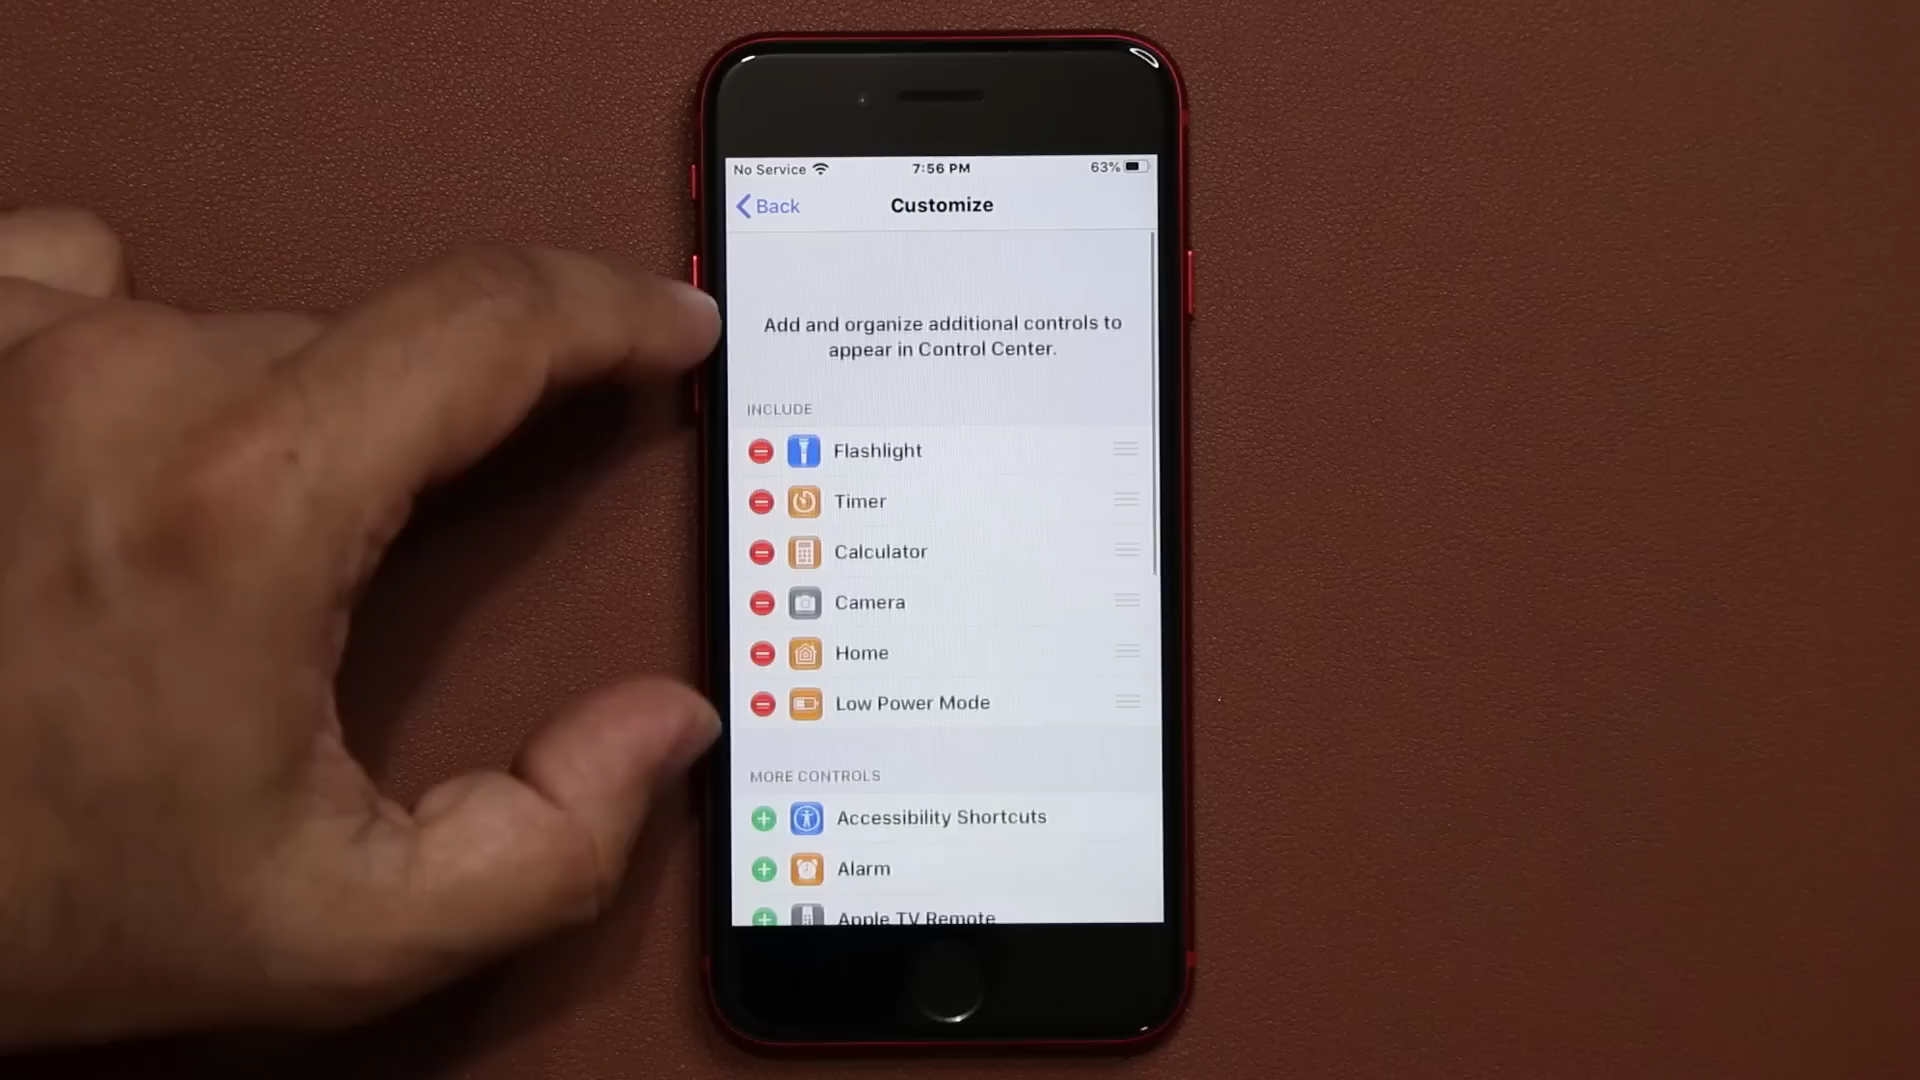 No Service 7:56 PM 63%
Back Customize
Add and organize additional controls to
appear in Control Center.
INCLUDE
Flashlight
Timer
Calculator
Camera
Home
Low Power Mode
MORE CONTROLS
Accessibility Shortcuts
Alarm
Apple TV Remote